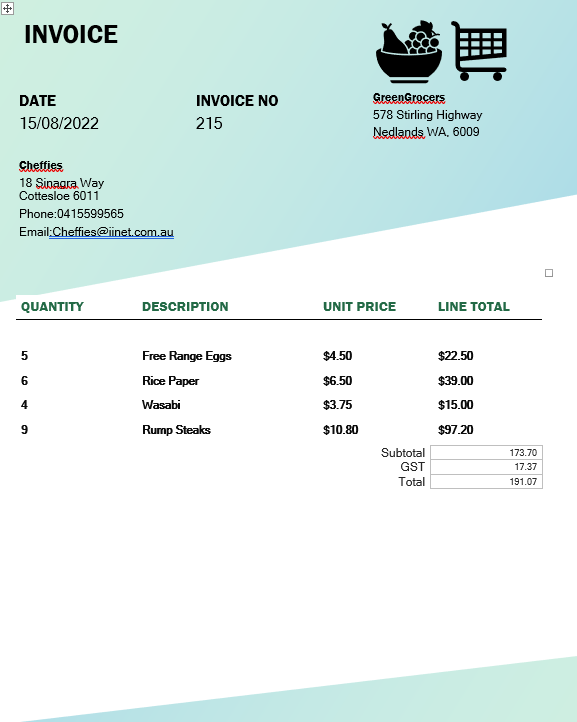 INVOICE
DATE
INVOICE NO
GreenGrocers
15/08/2022
215
578 Stirling Highway
Nedlands WA, 6009
Cheffies
18 Sinagra Way
Cottesloe 6011
Phone:0415599565
Email:Cheffies@iinet.com.au
QUANTITY DESCRIPTION UNIT PRICE LINE TOTAL
5 Free Range Eggs $4.50 $22.50
6 Rice Paper $6.50 $39.00
4 Wasabi $3.75 $15.00
9 Rump Steaks $10.80 $97.20
Subtotal 173.70
GST 17.37
Total 191.07